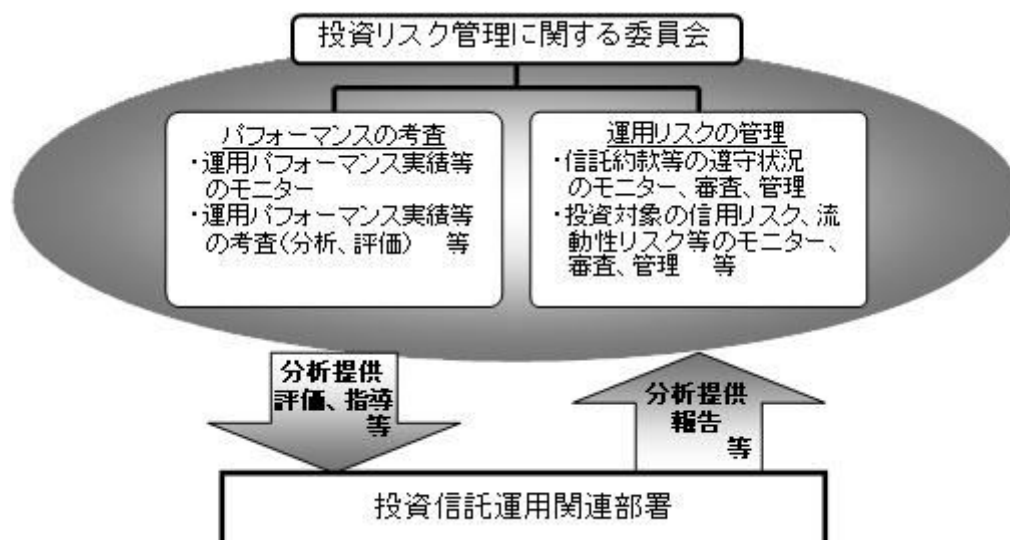 投資リスク管理に関する委員会
パフォーマンスの考査
・運用パフォーマンス実績等
のモニター
・運用パフォーマンス実績等
の考査(分析、評価) 等
運用リスクの管理
・信託約款等の遵守状況
のモニター、審査、管理
・投資対象の信用リスク、流
動性リスク等のモニター、
審査、管理 等
分析提供
評価、指導
等
分析提供
報告
等
投資信託運用関連部署